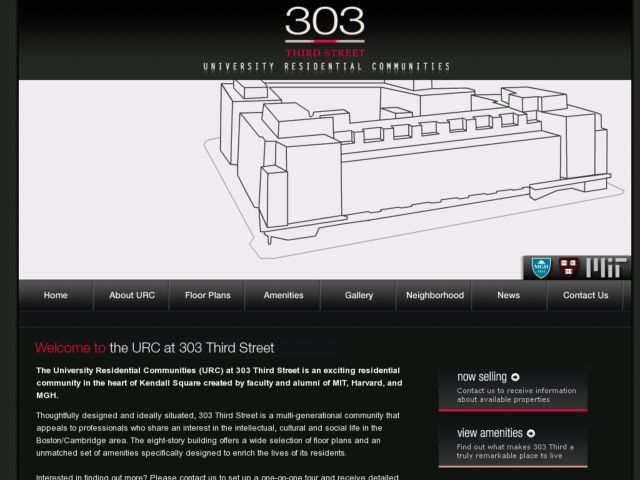 303
THIRD STREET
UNIVERSITY RESIDENTIAL COMMUNITIES
MGH
MIT
Home
About URC
Floor Plans
Amenities
Gallery
Neighborhood
News
Contact Us
Welcome to the URC at 303 Third Street
The University Residential Communities (URC) at 303 Third Street is an exciting residential
community in the heart of Kendall Square created by faculty and alumni of MIT, Harvard, and
MGH.
Thoughtfully designed and ideally situated, 303 Third Street is a multi-generational community that
appeals to professionals who share an interest in the intellectual, cultural and social life in the
Boston/Cambridge area. The eight-story building offers a wide selection of floor plans and an
unmatched set of amenities specifically designed to enrich the lives of its residents.
Interested in finding out more? Please contact us to set up a one-on-one tour and receive detailed
now selling
Contact us to receive information
about available properties
view amenities
Find out what makes 303 Third a
truly remarkable place to live